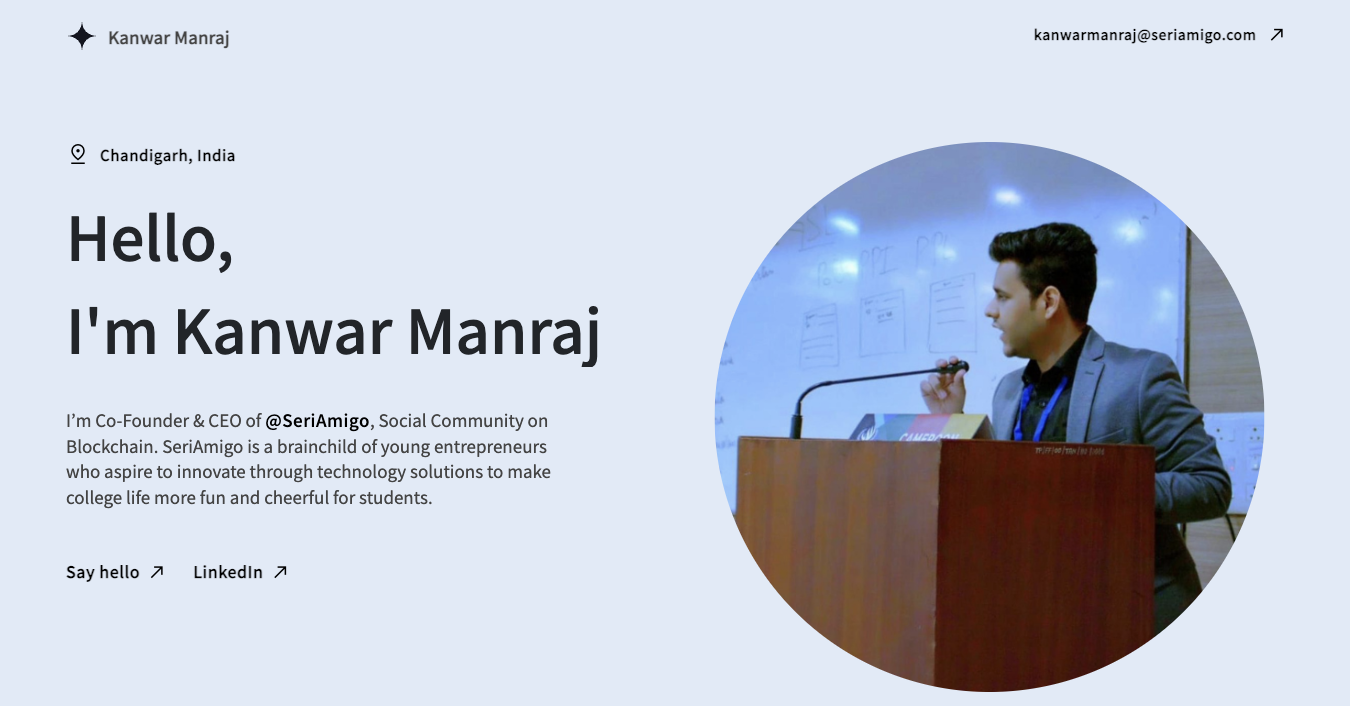 Kanwar Manraj
kanwarmanraj@seriamigo.com
Chandigarh, India
Hello,
I'm Kanwar Manraj
I’m Co-Founder & CEO of @SeriAmigo, Social Community on
Blockchain. SeriAmigo is a brainchild of young entrepreneurs
who aspire to innovate through technology solutions to make
college life more fun and cheerful for students.
Say hello
LinkedIn
PPI
CAMEROON